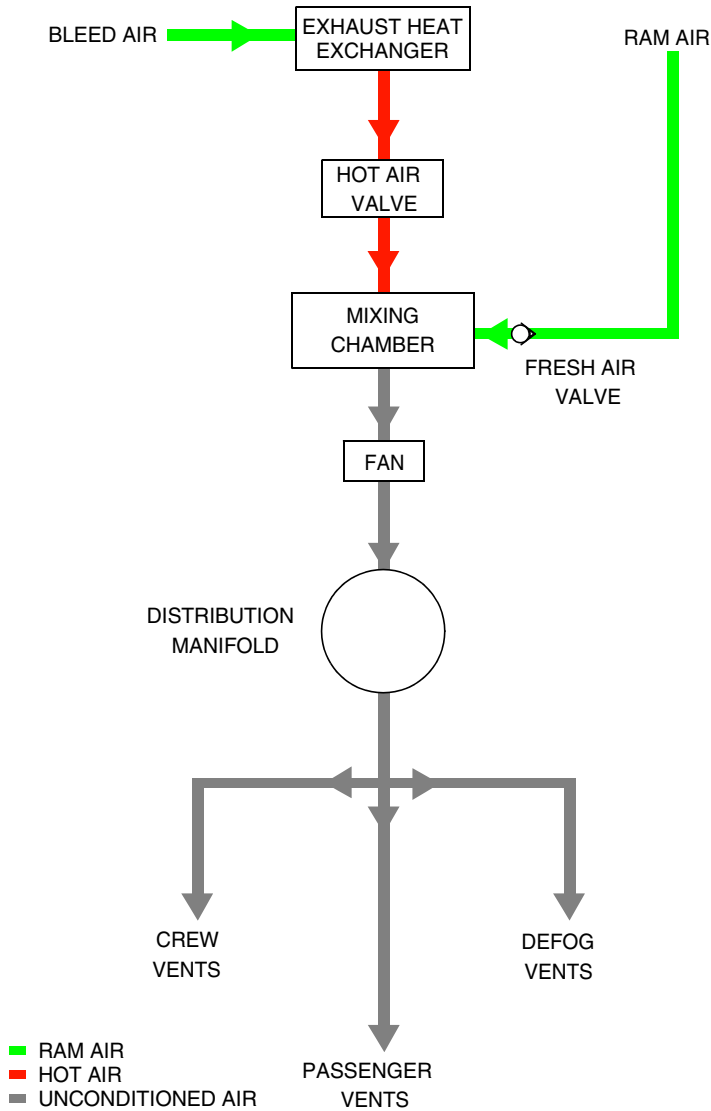 BLEED AIR
EXHAUST HEAT
EXCHANGER
RAM AIR
HOT AIR
VALVE
MIXING
CHAMBER
FRESH AIR
VALVE
FAN
DISTRIBUTION
MANIFOLD
CREW
VENTS
DEFOG
VENTS
PASSENGER
VENTS
RAM AIR
HOT AIR
UNCONDITIONED AIR